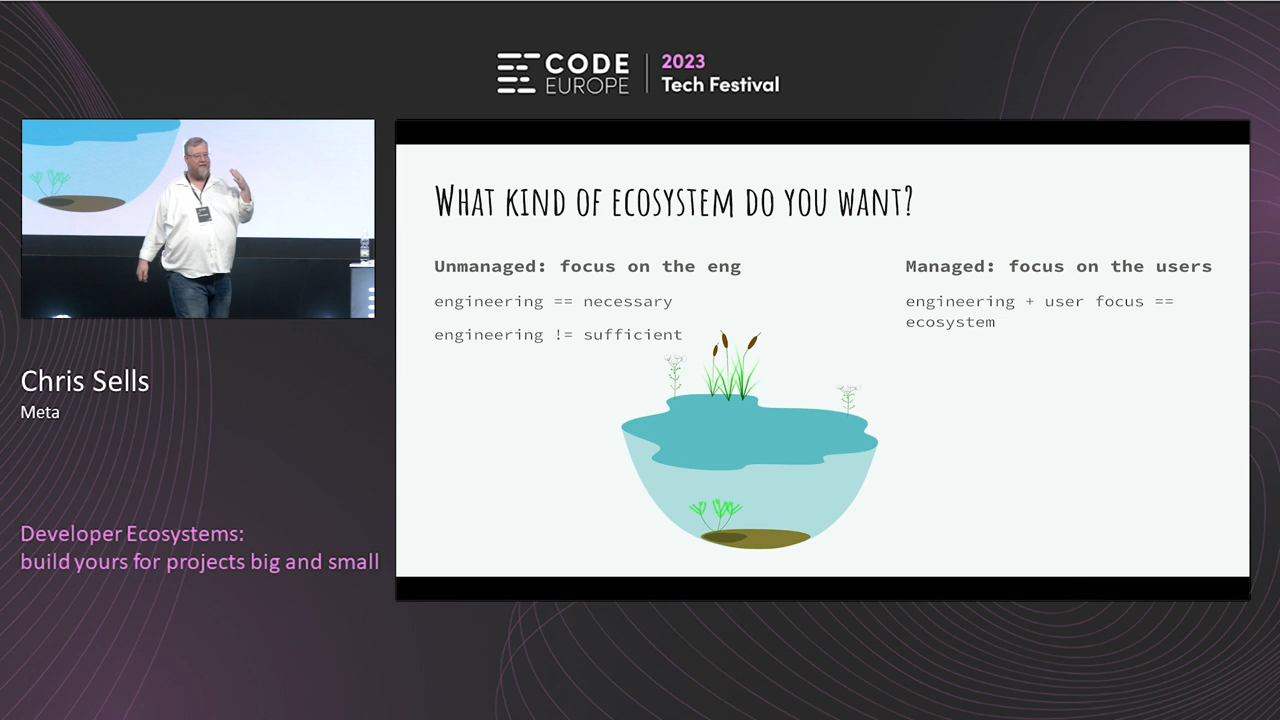 CODE
EUROPE
2023
Tech Festival
WHAT KIND OF ECOSYSTEM DO YOU WANT?
Unmanaged: focus on the eng
engineering == necessary
engineering != sufficient
Managed: focus on the users
engineering + user focus ==
ecosystem
Chris Sells
Meta
Developer Ecosystems:
build yours for projects big and small